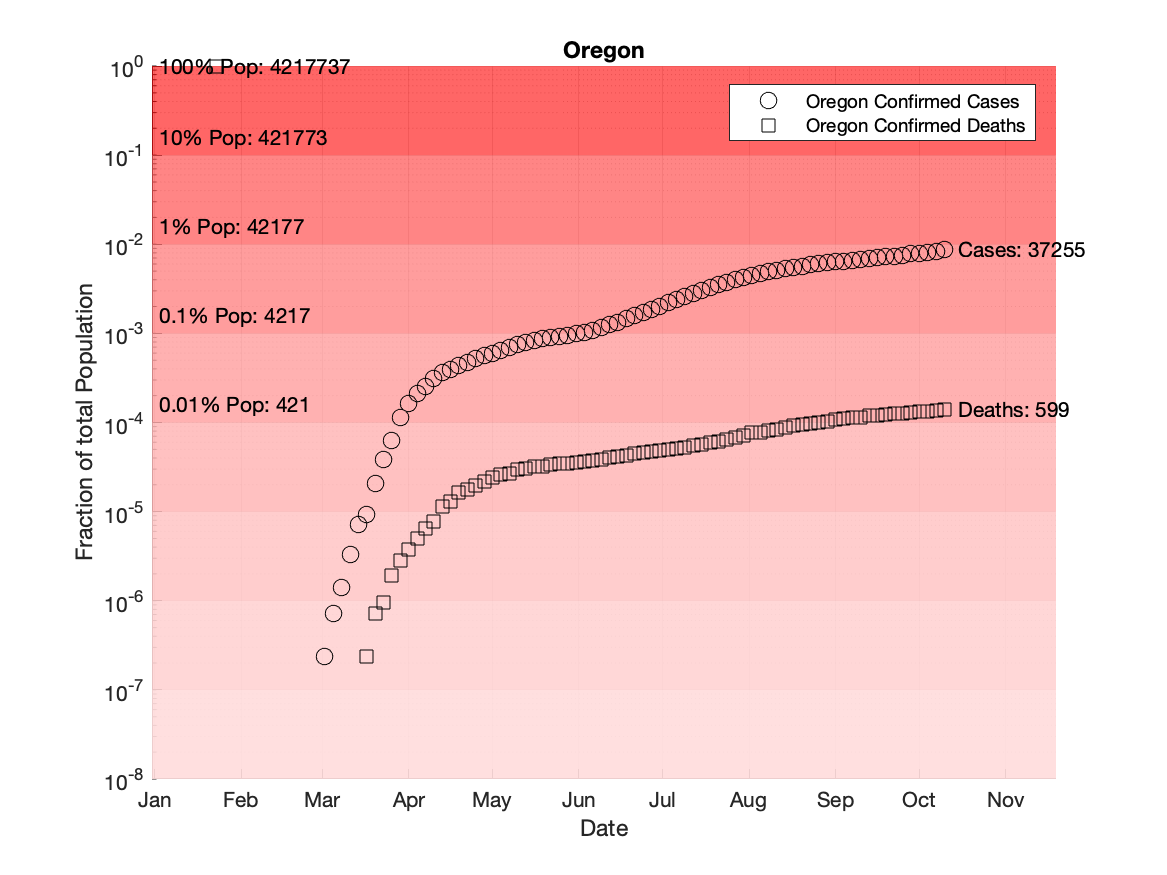 Oregon
10^0
100% Pop: 4217737
Oregon Confirmed Cases
Oregon Confirmed Deaths
10% Pop: 421773
10^-1
1% Pop: 42177
10^-2
Cases: 37255
0.1% Pop: 4217
10^-3
0.01% Pop: 421
Deaths: 599
10^-4
10^-5
10^-6
10^-7
10^-8
Fraction of total Population
Jan Feb Mar Apr May Jun Jul Aug Sep Oct Nov
Date